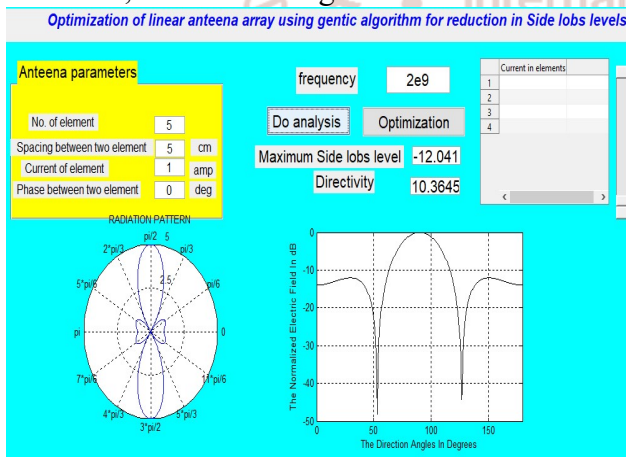 Optimization of linear anteena array using gentic algorithm for reduction in Side lobs levels
Anteena parameters
No. of element 5
Spacing between two element 5 cm
Current of element 1 amp
Phase between two element 0 deg
frequency 2e9
Do analysis Optimization
Maximum Side lobs level -12.041
Directivity 10.3645
Current in elements
1
2
3
4
RADIATION PATTERN
pi/2 5
2*pi/3 pi/3
5*pi/6 2.5 pi/6
pi 0
7*pi/6 11*pi/6
4*pi/3 5*pi/3
3*pi/2
The Normalized Electric Field In dB
0
-10
-20
-30
-40
-50
0 50 100 150
The Direction Angles In Degrees